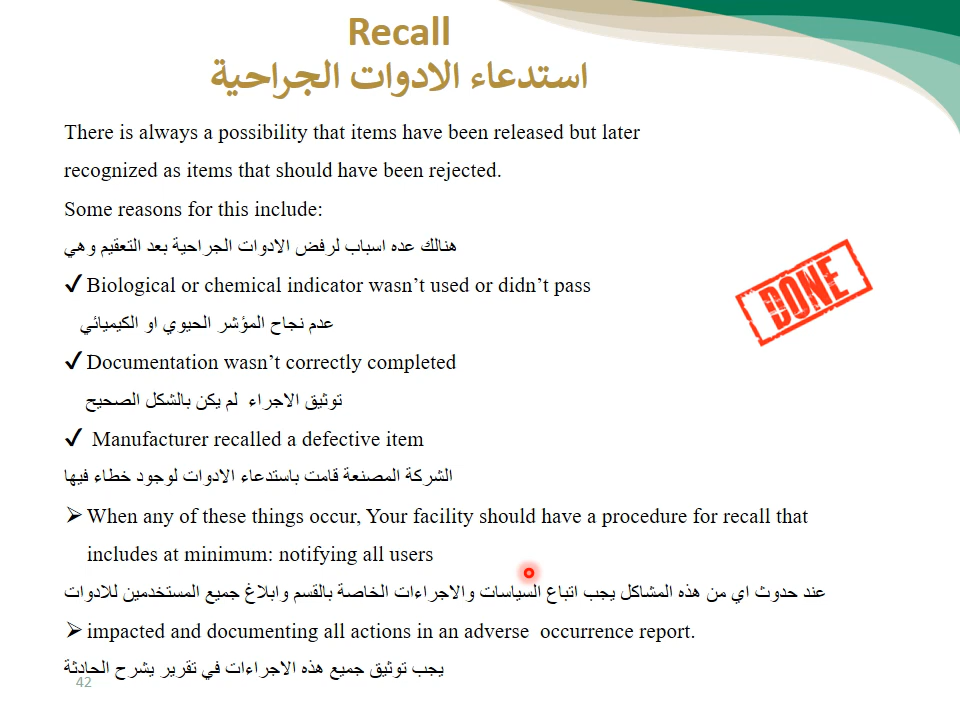 Recall
استدعاء الادوات الجراحية
There is always a possibility that items have been released but later
recognized as items that should have been rejected.
Some reasons for this include:
هنالك عده اسباب لرفض الادوات الجراحية بعد التعقيم وهي
✓Biological or chemical indicator wasn’t used or didn’t pass
عدم نجاح المؤشر الحيوي او الكيميائي
✓Documentation wasn’t correctly completed
توثيق الاجراء لم يكن بالشكل الصحيح
✓ Manufacturer recalled a defective item
الشركة المصنعة قامت باستدعاء الادوات لوجود خطاء فيها
➢When any of these things occur, Your facility should have a procedure for recall that
includes at minimum: notifying all users
عند حدوث اي من هذه المشاكل يجب اتباع السياسات والاجراءات الخاصة بالقسم وابلاغ جميع المستخدمين للادوات
➢impacted and documenting all actions in an adverse occurrence report.
يجب توثيق جميع هذه الاجراءات في تقرير يشرح الحادثة
42
DONE